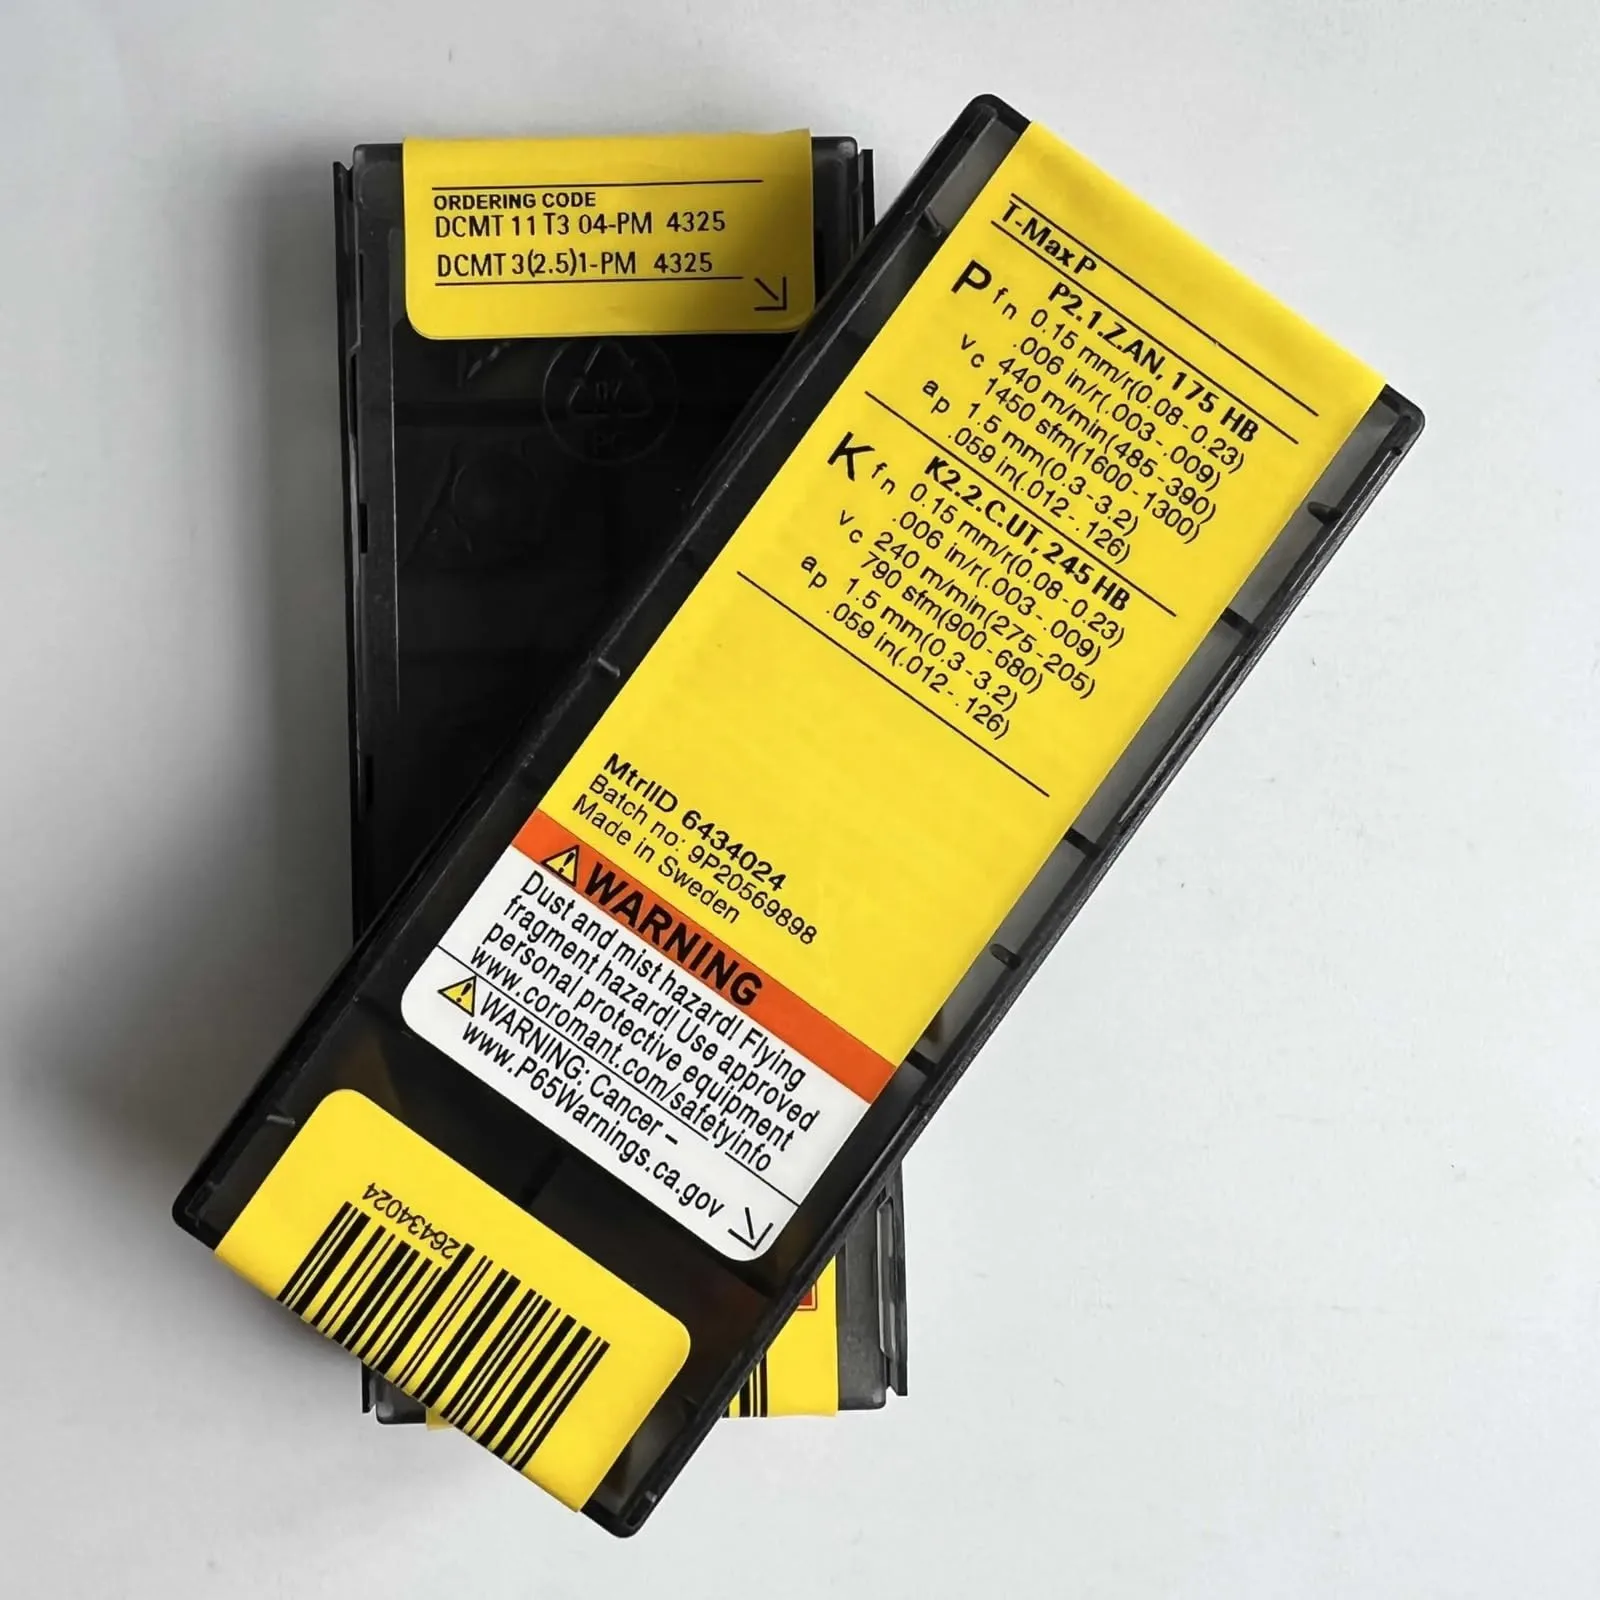 ORDERING CODE
DCMT 11 T3 04-PM 4325
DCMT 3(2.5)1-PM 4325
T-Max P
P P2.1.Z.AN, 175 HB
fn 0.15 mm/r(0.08-0.23)
.006 in/r(.003-.009)
vc 440 m/min(485-390)
1450 sfm(1600-1300)
ap 1.5 mm(0.3-3.2)
.059 in(.012-.126)
K K2.2.C.UT, 245 HB
fn 0.15 mm/r(0.08-0.23)
.006 in/r(.003-.009)
vc 240 m/min(275-205)
790 sfm(900-680)
ap 1.5 mm(0.3-3.2)
.059 in(.012-.126)
MtrlID 6434024
Batch no: 9P20569898
Made in Sweden
WARNING
Dust and mist hazard! Flying
fragment hazard! Use approved
personal protective equipment
www.coromant.com/safetyinfo
WARNING: Cancer –
www.P65Warnings.ca.gov
26434024